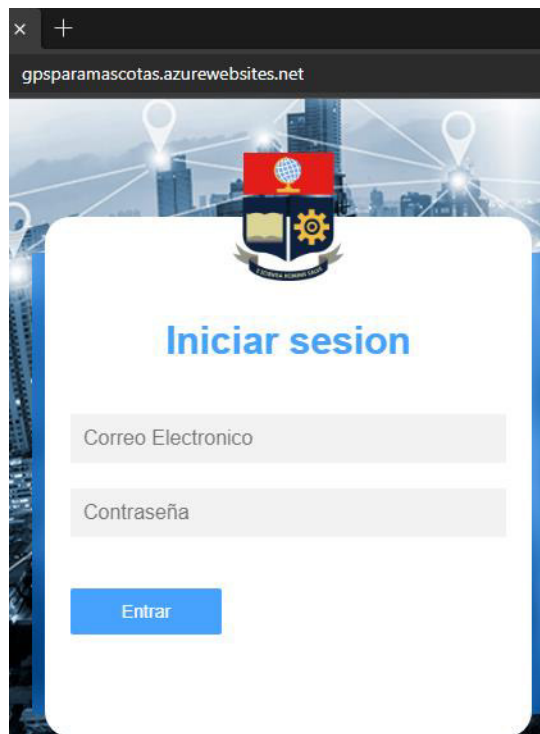 gpsparamascotas.azurewebsites.net
Iniciar sesion
Correo Electronico
Contraseña
Entrar